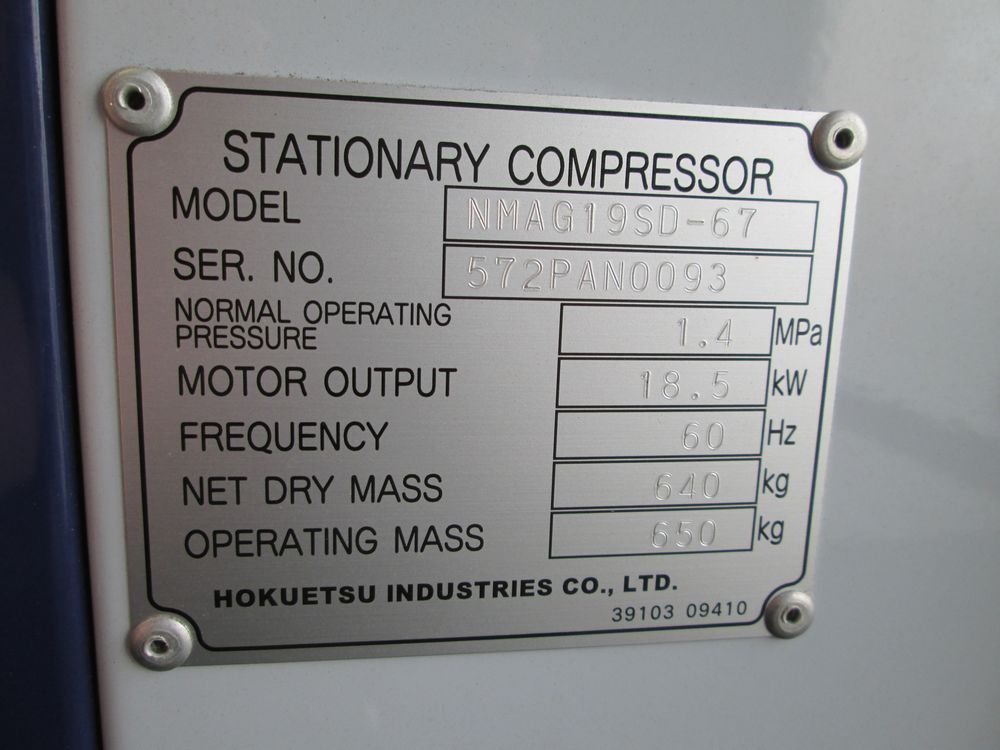 STATIONARY COMPRESSOR
MODEL NMAG19SD-67
SER. NO. 572PAN0093
NORMAL OPERATING
PRESSURE 1.4 MPa
MOTOR OUTPUT 18.5 kW
FREQUENCY 60 Hz
NET DRY MASS 640 kg
OPERATING MASS 650 kg
HOKUETSU INDUSTRIES CO., LTD.
39103 09410